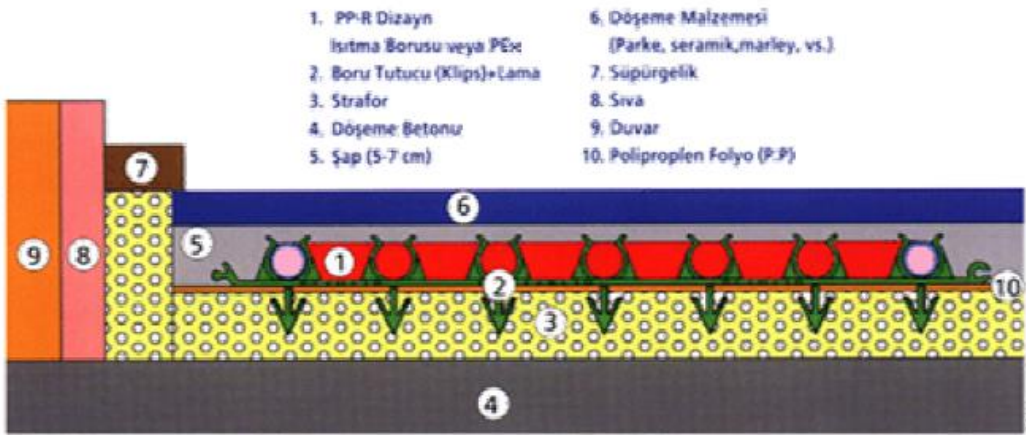 1. PP-R Dizayn
Isıtma Borusu veya PEx
2. Boru Tutucu (Klips)+Lama
3. Strafor
4. Döşeme Betonu
5. Şap (5-7 cm)
6. Döşeme Malzemesi
(Parke, seramik,marley, vs.)
7. Süpürgelik
8. Sıva
9. Duvar
10. Poliproplen Folyo (P.P)
7
6
5
9
8
1
2
10
3
4